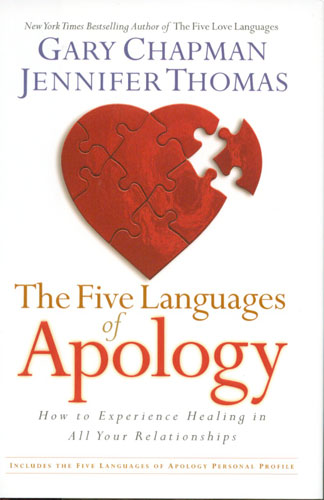 New York Times Bestselling Author of The Five Love Languages
GARY CHAPMAN
JENNIFER THOMAS
The Five Languages
of
Apology
How to Experience Healing in
All Your Relationships
INCLUDES THE FIVE LANGUAGES OF APOLOGY PERSONAL PROFILE